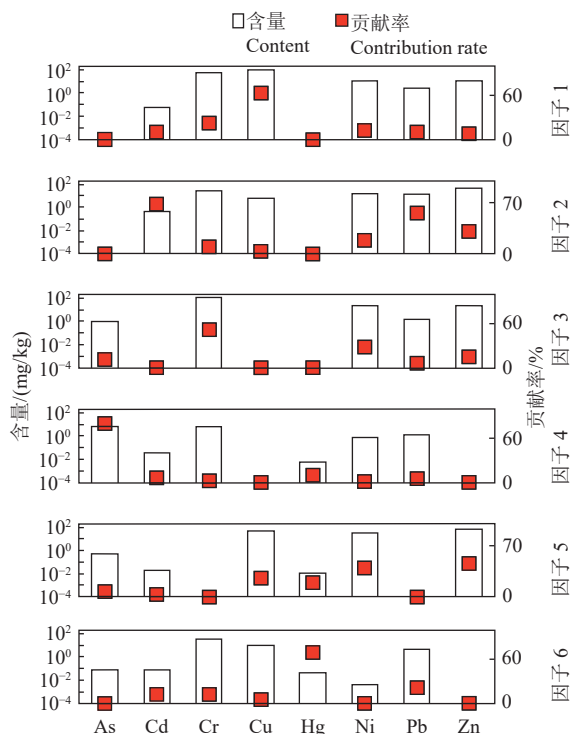 含量 贡献率
Content Contribution rate
含量/(mg/kg)
贡献率/%
10² 10⁰ 10⁻² 10⁻⁴ 60 0 因子 1
10² 10⁰ 10⁻² 10⁻⁴ 70 0 因子 2
10² 10⁰ 10⁻² 10⁻⁴ 60 0 因子 3
10² 10⁰ 10⁻² 10⁻⁴ 60 0 因子 4
10² 10⁰ 10⁻² 10⁻⁴ 70 0 因子 5
10² 10⁰ 10⁻² 10⁻⁴ 60 0 因子 6
As Cd Cr Cu Hg Ni Pb Zn